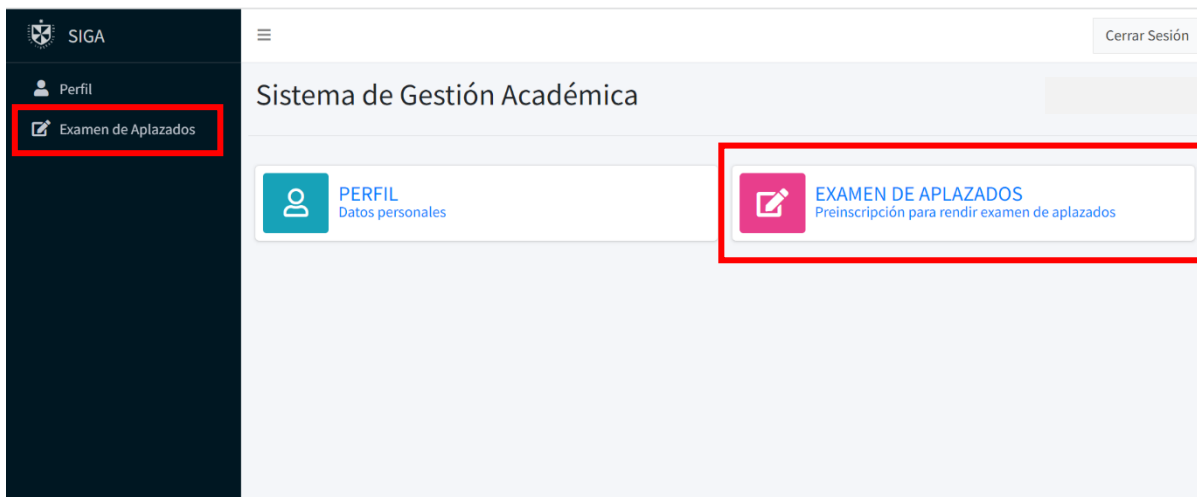 SIGA
Cerrar Sesión
Perfil
Examen de Aplazados
Sistema de Gestión Académica
PERFIL
Datos personales
EXAMEN DE APLAZADOS
Preinscripción para rendir examen de aplazados